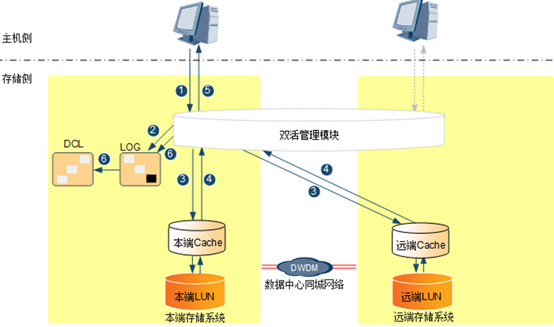 主机侧
存储侧
1
5
双活管理模块
DCL
LOG
2
6
6
3
4
4
3
本端Cache
远端Cache
DWDM
数据中心同城网络
本端LUN
远端LUN
本端存储系统
远端存储系统